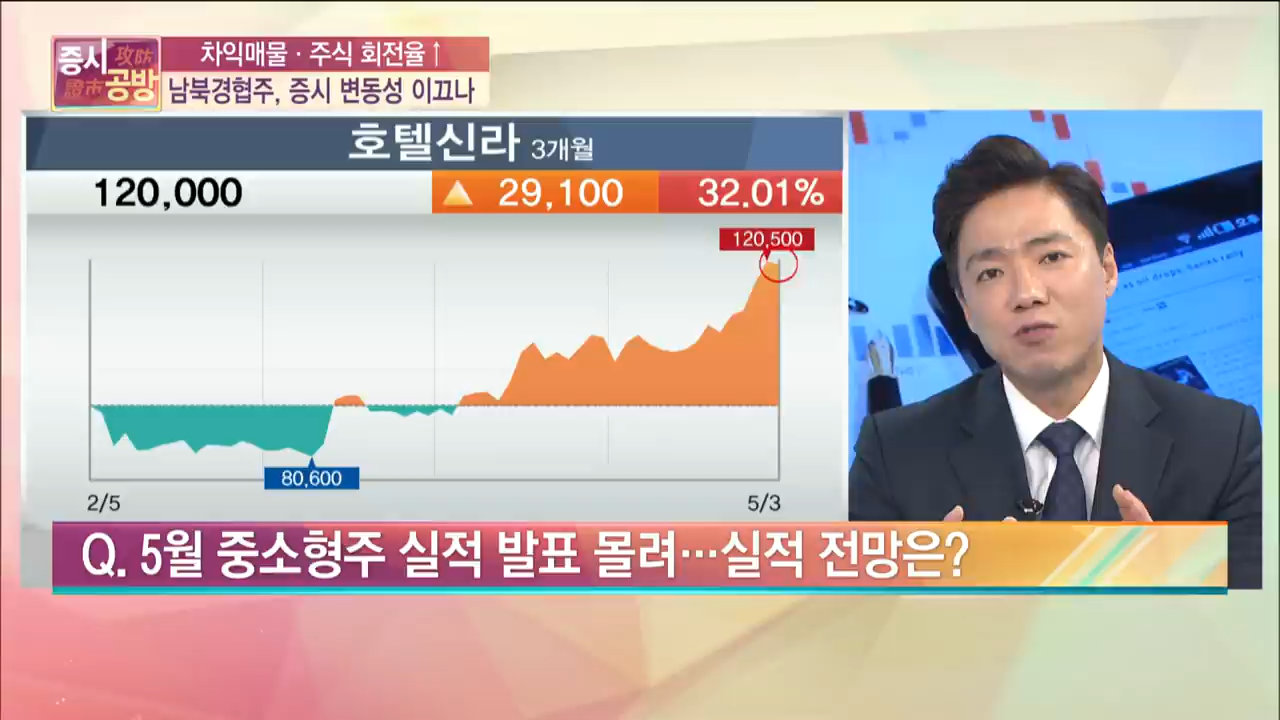 증시 攻防
證市 공방
차익매물·주식 회전율↑
남북경협주, 증시 변동성 이끄나
호텔신라 3개월
120,000 ▲ 29,100 32.01%
120,500
80,600
2/5 5/3
Q. 5월 중소형주 실적 발표 몰려…실적 전망은?